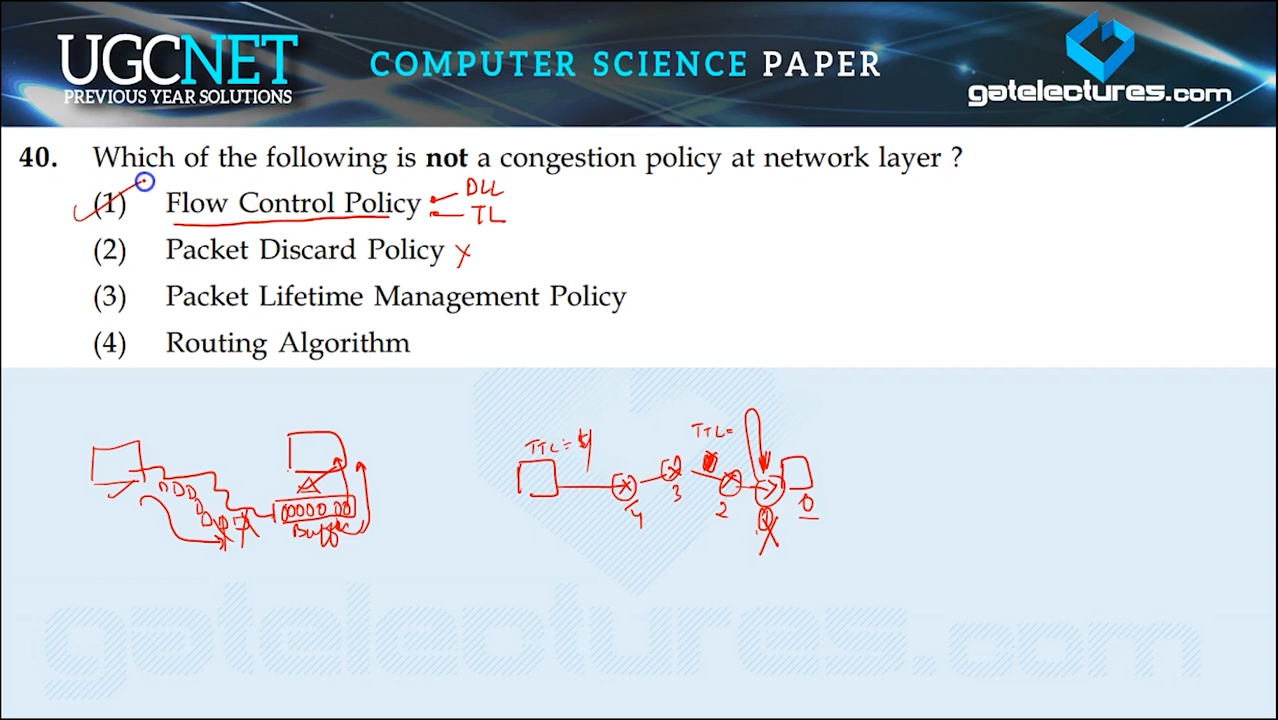 UGCNET
PREVIOUS YEAR SOLUTIONS
COMPUTER SCIENCE PAPER
gatelectures.com
40. Which of the following is not a congestion policy at network layer ?
(1) Flow Control Policy
DLL
TL
(2) Packet Discard Policy x
(3) Packet Lifetime Management Policy
(4) Routing Algorithm
TTL =
TTL=
4
3
2
0
Buffer
gatelectures.com